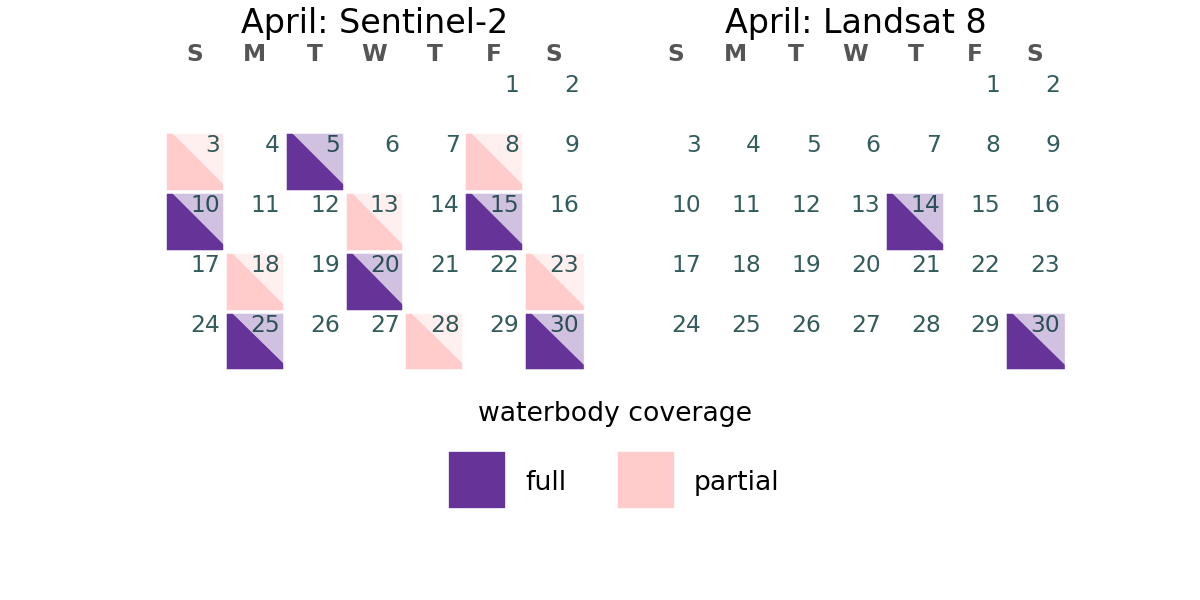 April: Sentinel-2
S M T W T F S
1 2
3 4 5 6 7 8 9
10 11 12 13 14 15 16
17 18 19 20 21 22 23
24 25 26 27 28 29 30
April: Landsat 8
S M T W T F S
1 2
3 4 5 6 7 8 9
10 11 12 13 14 15 16
17 18 19 20 21 22 23
24 25 26 27 28 29 30
waterbody coverage
full
partial